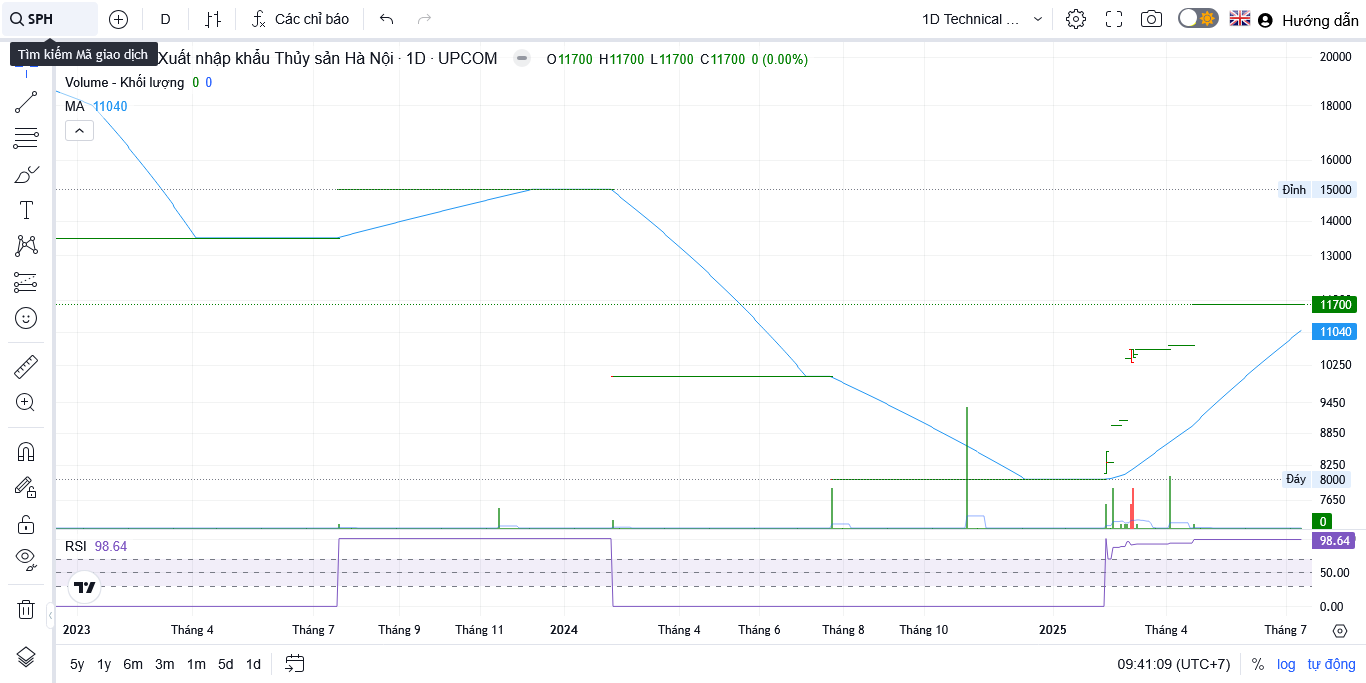 SPH
D
Các chỉ báo
1D Technical ...
Hướng dẫn
Tìm kiếm Mã giao dịch
Xuất nhập khẩu Thủy sản Hà Nội · 1D · UPCOM
O11700 H11700 L11700 C11700 0 (0.00%)
Volume - Khối lượng 0 0
MA 11040
20000
18000
16000
Đỉnh 15000
14000
13000
11700
11040
10250
9450
8850
8250
Đáy 8000
7650
0
RSI 98.64
98.64
50.00
0.00
2023 Tháng 4 Tháng 7 Tháng 9 Tháng 11 2024 Tháng 4 Tháng 6 Tháng 8 Tháng 10 2025 Tháng 4 Tháng 7
5y 1y 6m 3m 1m 5d 1d
09:41:09 (UTC+7) % log tự động